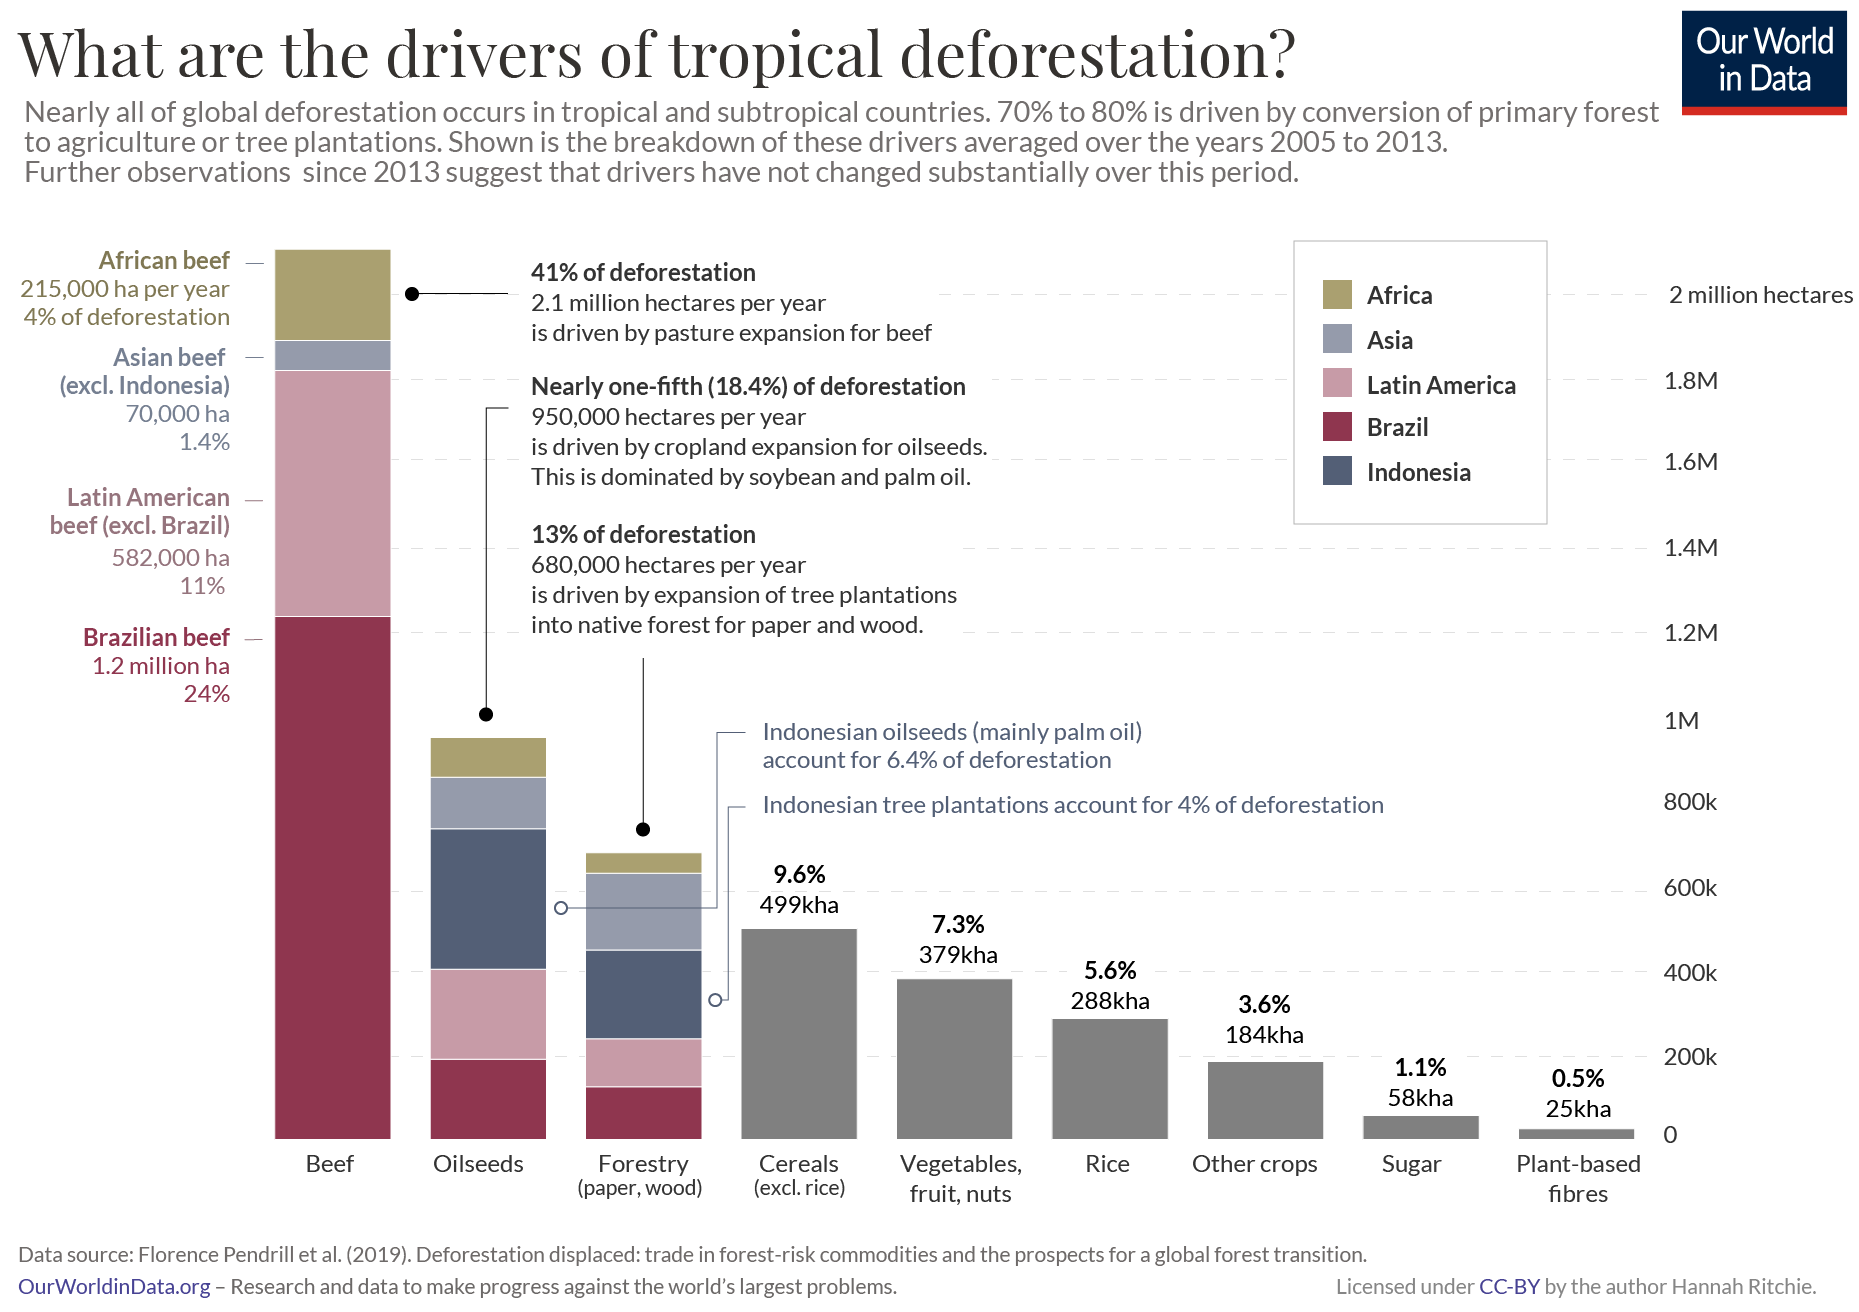 What are the drivers of tropical deforestation?
Our World
in Data
Nearly all of global deforestation occurs in tropical and subtropical countries. 70% to 80% is driven by conversion of primary forest
to agriculture or tree plantations. Shown is the breakdown of these drivers averaged over the years 2005 to 2013.
Further observations since 2013 suggest that drivers have not changed substantially over this period.
African beef
215,000 ha per year
4% of deforestation
Asian beef
(excl. Indonesia)
70,000 ha
1.4%
Latin American
beef (excl. Brazil)
582,000 ha
11%
Brazilian beef
1.2 million ha
24%
41% of deforestation
2.1 million hectares per year
is driven by pasture expansion for beef
Nearly one-fifth (18.4%) of deforestation
950,000 hectares per year
is driven by cropland expansion for oilseeds.
This is dominated by soybean and palm oil.
13% of deforestation
680,000 hectares per year
is driven by expansion of tree plantations
into native forest for paper and wood.
Indonesian oilseeds (mainly palm oil)
account for 6.4% of deforestation
Indonesian tree plantations account for 4% of deforestation
Africa
Asia
Latin America
Brazil
Indonesia
2 million hectares
1.8M
1.6M
1.4M
1.2M
1M
800k
600k
400k
200k
0
9.6%
499kha
7.3%
379kha
5.6%
288kha
3.6%
184kha
1.1%
58kha
0.5%
25kha
Beef
Oilseeds
Forestry
(paper, wood)
Cereals
(excl. rice)
Vegetables,
fruit, nuts
Rice
Other crops
Sugar
Plant-based
fibres
Data source: Florence Pendrill et al. (2019). Deforestation displaced: trade in forest-risk commodities and the prospects for a global forest transition.
OurWorldinData.org – Research and data to make progress against the world's largest problems.
Licensed under CC-BY by the author Hannah Ritchie.